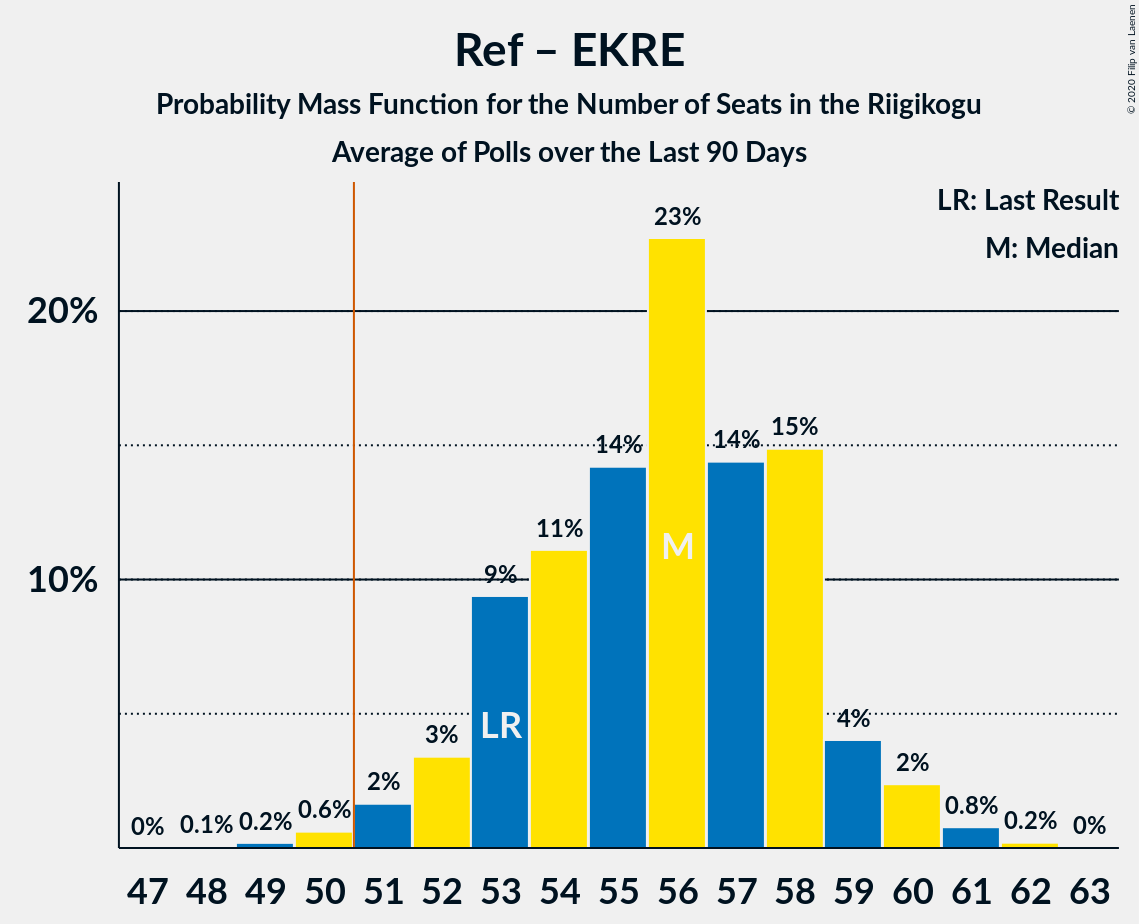 Ref – EKRE
Probability Mass Function for the Number of Seats in the Riigikogu
Average of Polls over the Last 90 Days
© 2020 Filip van Laenen
LR: Last Result
M: Median
20%
10%
0% 0.1% 0.2% 0.6% 2% 3% 9% 11% 14% 23% 14% 15% 4% 2% 0.8% 0.2% 0%
LR
M
47 48 49 50 51 52 53 54 55 56 57 58 59 60 61 62 63